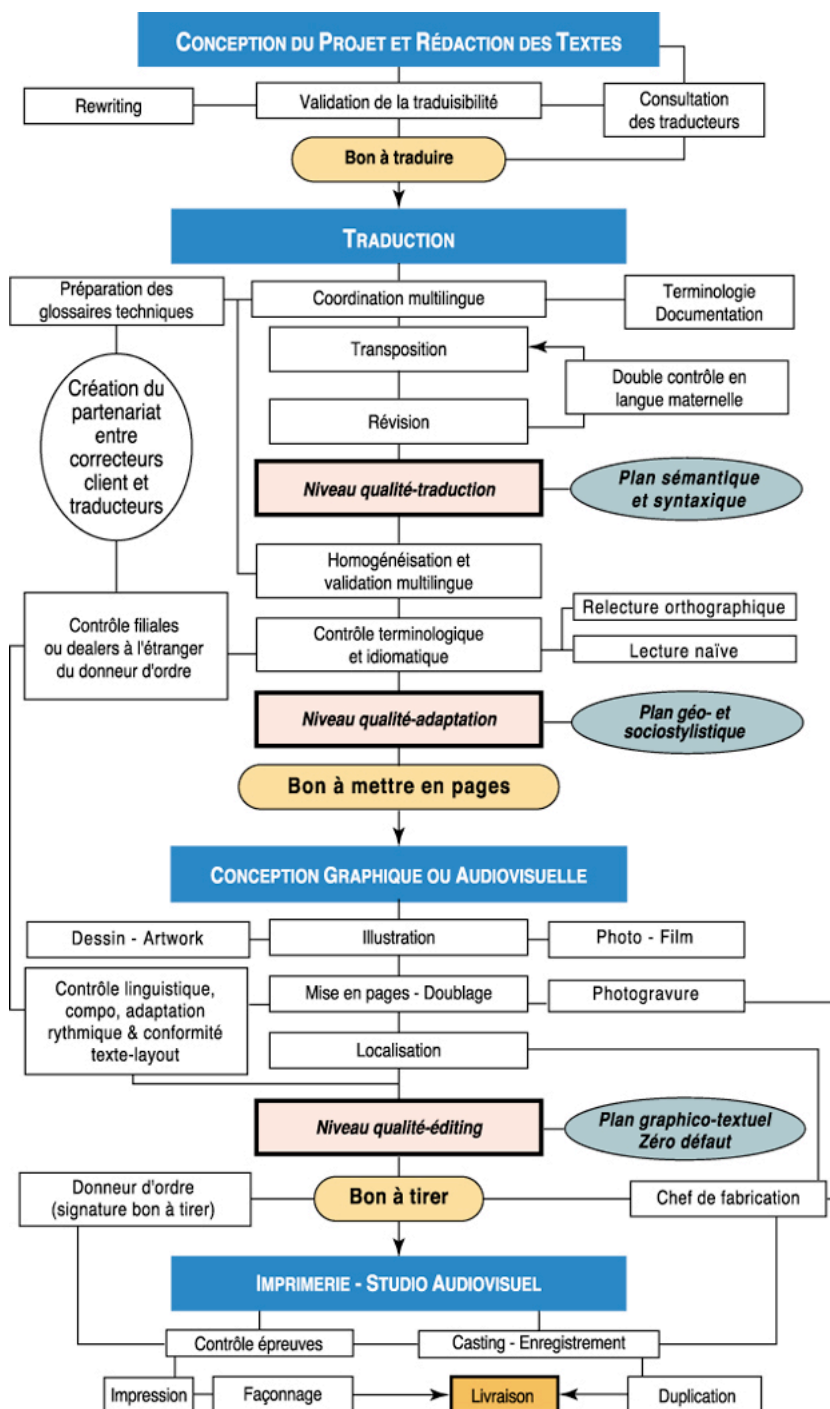 CONCEPTION DU PROJET ET RÉDACTION DES TEXTES
Rewriting
Validation de la traduisibilité
Consultation
des traducteurs
Bon à traduire
TRADUCTION
Préparation des
glossaires techniques
Coordination multilingue
Terminologie
Documentation
Transposition
Double contrôle en
langue maternelle
Révision
Création du
partenariat
entre
correcteurs
client et
traducteurs
Niveau qualité-traduction
Plan sémantique
et syntaxique
Homogénéisation et
validation multilingue
Contrôle filiales
ou dealers à l'étranger
du donneur d'ordre
Contrôle terminologique
et idiomatique
Relecture orthographique
Lecture naïve
Niveau qualité-adaptation
Plan géo- et
sociostylistique
Bon à mettre en pages
CONCEPTION GRAPHIQUE OU AUDIOVISUELLE
Dessin - Artwork
Illustration
Photo - Film
Contrôle linguistique,
compo, adaptation
rythmique & conformité
texte-layout
Mise en pages - Doublage
Photogravure
Localisation
Niveau qualité-éditing
Plan graphico-textuel
Zéro défaut
Donneur d'ordre
(signature bon à tirer)
Bon à tirer
Chef de fabrication
IMPRIMERIE - STUDIO AUDIOVISUEL
Contrôle épreuves
Casting - Enregistrement
Impression
Façonnage
Livraison
Duplication